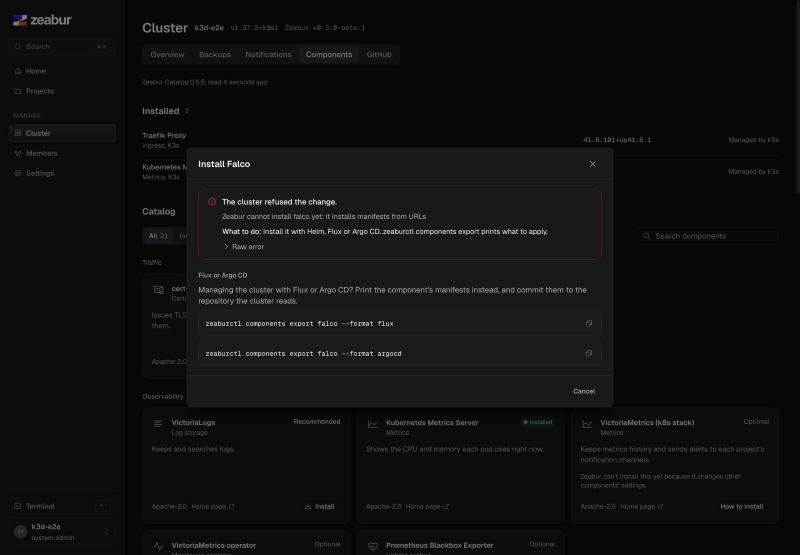 zeabur
Search ⌘K
Home
Projects
MANAGE
Cluster
Members
Settings
Terminal
k3d-e2e
system:admin
Cluster k3d-e2e v1.37.2+k3s1 Zeabur v0.3.0-beta.1
Overview Backups Notifications Components GitHub
Zeabur Catalog 0.5.5, read 4 seconds ago
Installed 2
Traefik Proxy
Ingress, K3s
41.6.101+up41.6.1 Managed by k3s
Kubernetes M
Metrics, K3s
Managed by k3s
Catalog
All 21
Search components
Traffic
cert
Issues TLS
them.
Apache-2.0
Install Falco
The cluster refused the change.
Zeabur cannot install falco yet: it installs manifests from URLs
What to do: Install it with Helm, Flux or Argo CD. zeaburctl components export prints what to apply.
Raw error
Flux or Argo CD
Managing the cluster with Flux or Argo CD? Print the component's manifests instead, and commit them to the
repository the cluster reads.
zeaburctl components export falco --format flux
zeaburctl components export falco --format argocd
Cancel
Observability
VictoriaLogs Recommended
Log storage
Keeps and searches logs.
Apache-2.0 Home page Install
Kubernetes Metrics Server Installed
Metrics
Shows the CPU and memory each pod uses right now.
Apache-2.0 Home page
VictoriaMetrics (k8s stack) Optional
Metrics
Keeps metrics history and sends alerts to each project's
notification channels.
Zeabur can't install this yet because it changes other
components' settings.
Apache-2.0 Home page How to install
VictoriaMetrics operator Optional
Prometheus Blackbox Exporter Optional